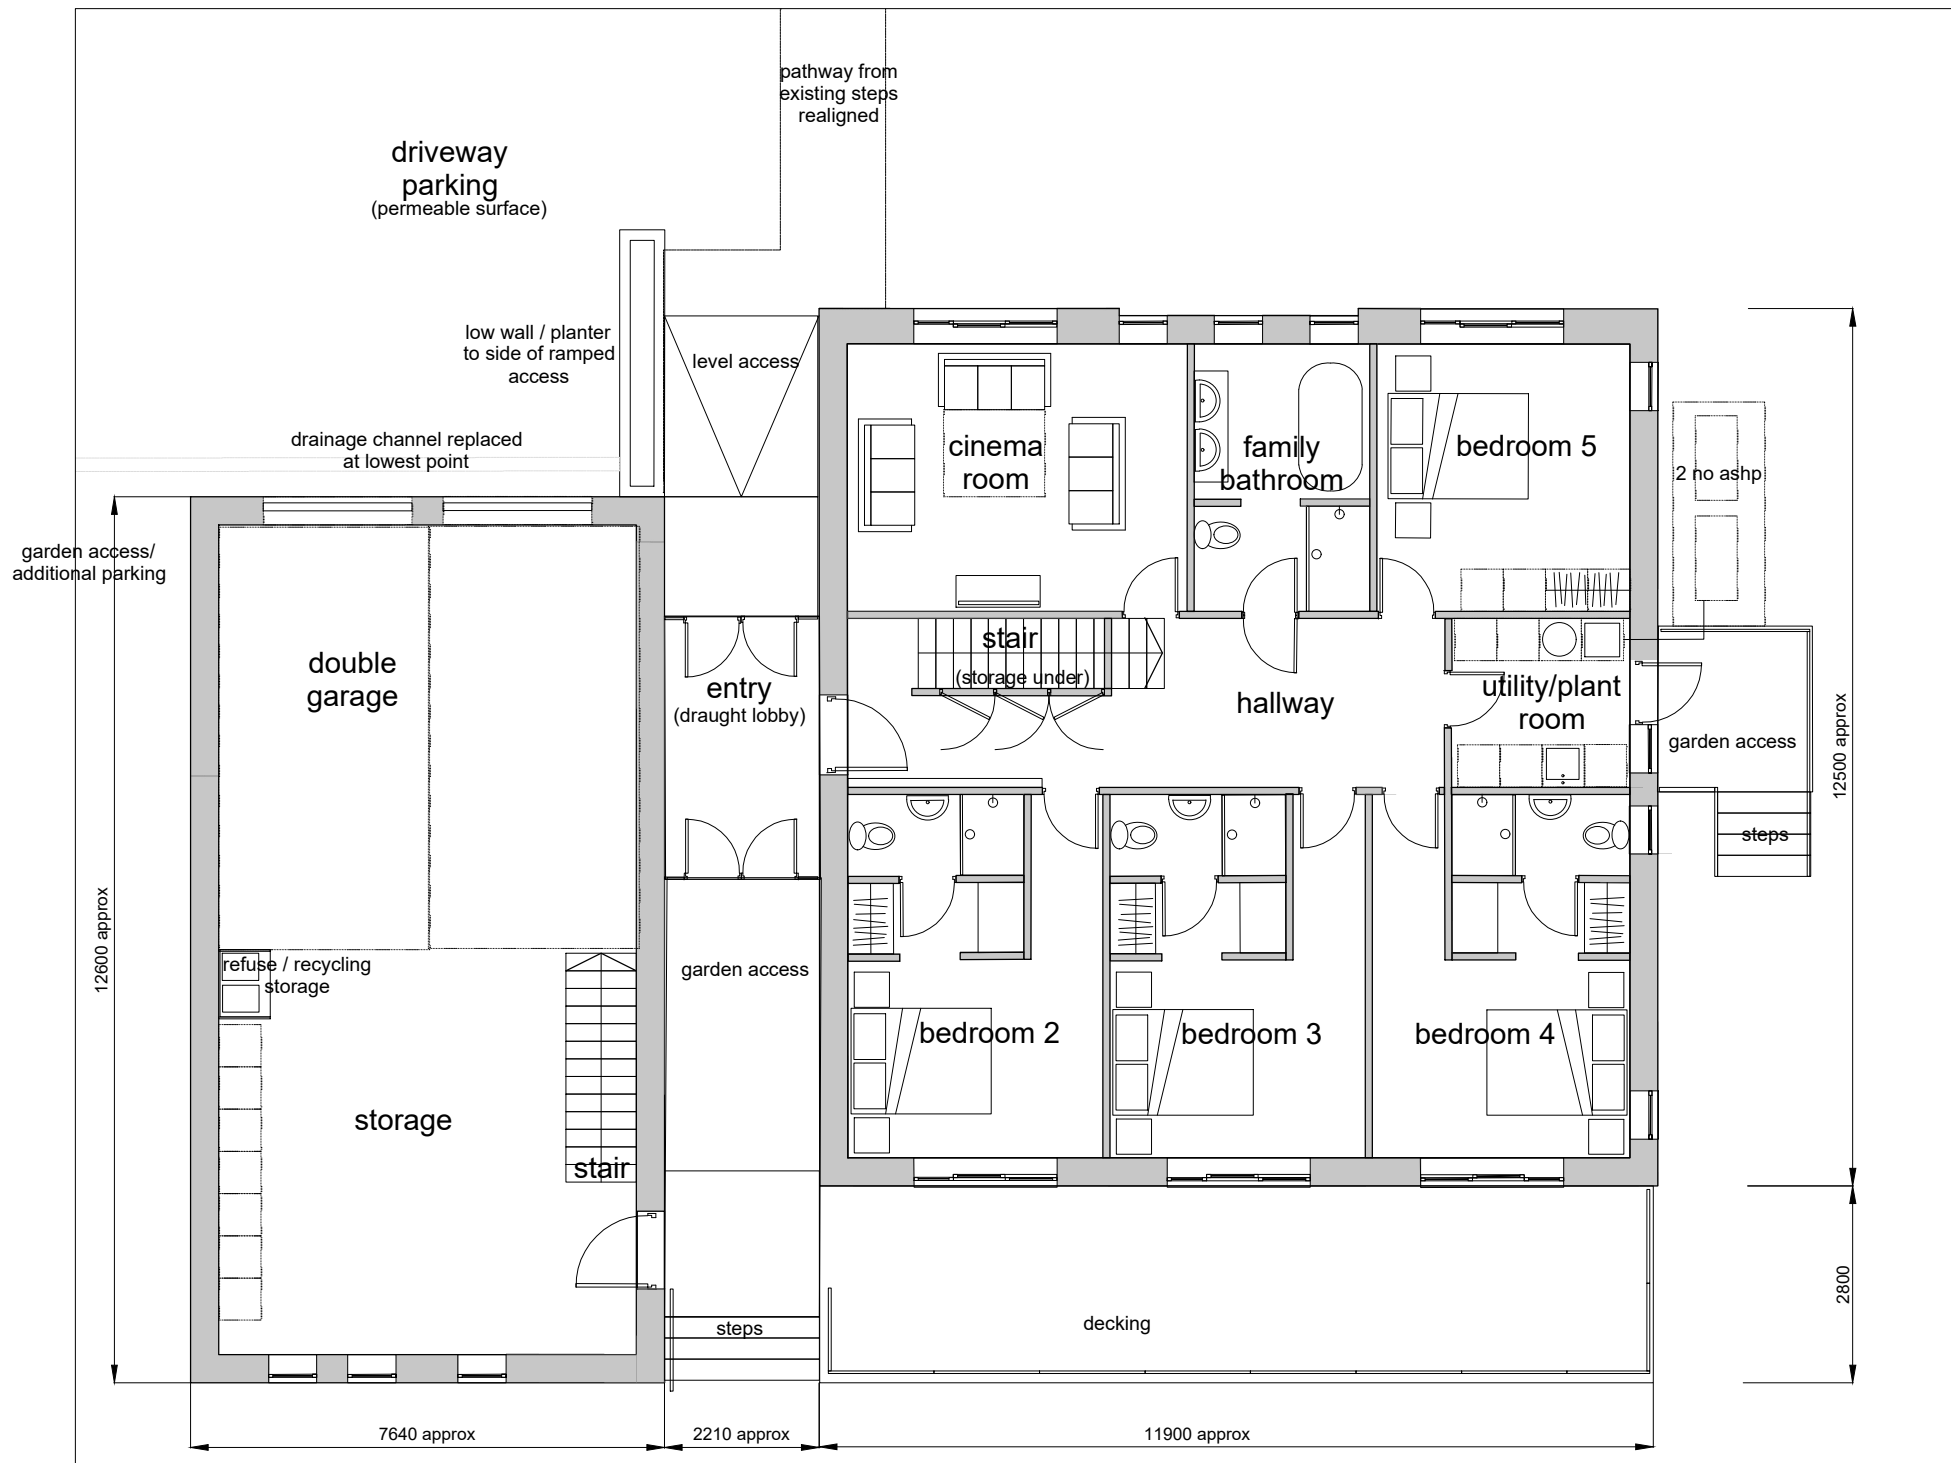 pathway from
existing steps
realigned
driveway
parking
(permeable surface)
low wall / planter
to side of ramped
access
level access
drainage channel replaced
at lowest point
cinema
room
family
bathroom
bedroom 5
2 no ashp
garden access/
additional parking
double
garage
entry
(draught lobby)
stair
(storage under)
hallway
utility/plant
room
garden access
12500 approx
steps
12600 approx
refuse / recycling
storage
garden access
bedroom 2
bedroom 3
bedroom 4
storage
stair
steps
decking
2800
7640 approx
2210 approx
11900 approx